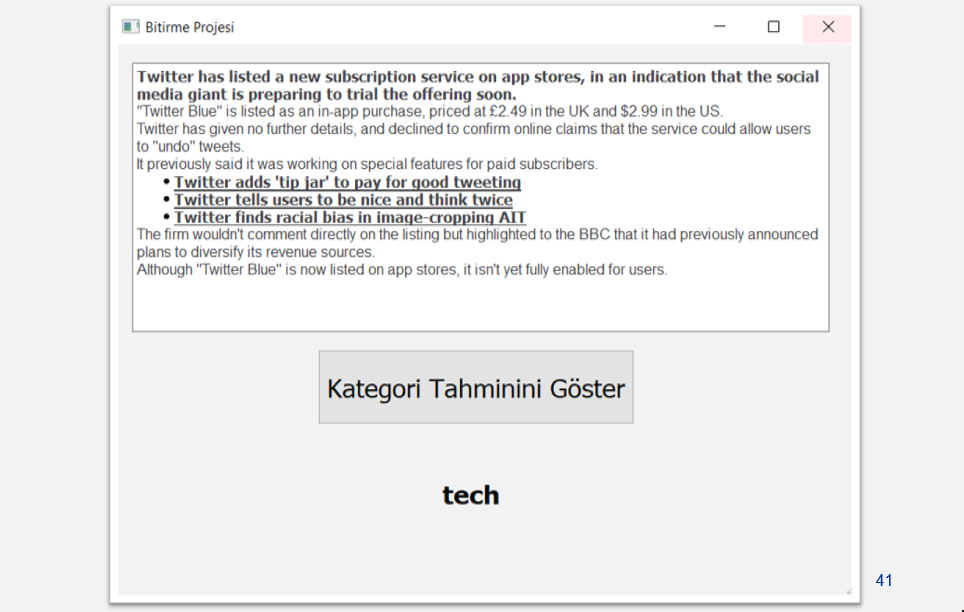 Bitirme Projesi
Twitter has listed a new subscription service on app stores, in an indication that the social
media giant is preparing to trial the offering soon.
"Twitter Blue" is listed as an in-app purchase, priced at £2.49 in the UK and $2.99 in the US.
Twitter has given no further details, and declined to confirm online claims that the service could allow users
to "undo" tweets.
It previously said it was working on special features for paid subscribers.
• Twitter adds 'tip jar' to pay for good tweeting
• Twitter tells users to be nice and think twice
• Twitter finds racial bias in image-cropping AIT
The firm wouldn't comment directly on the listing but highlighted to the BBC that it had previously announced
plans to diversify its revenue sources.
Although "Twitter Blue" is now listed on app stores, it isn't yet fully enabled for users.
Kategori Tahminini Göster
tech
41